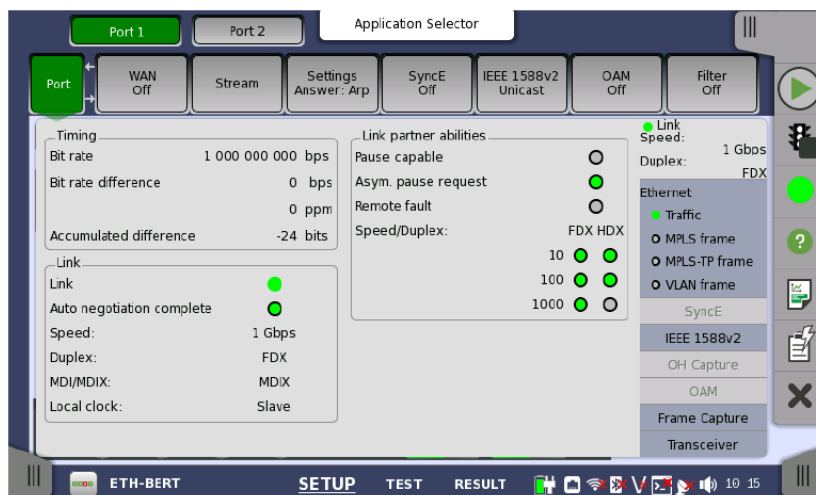 Application Selector
Port 1
Port 2
Port
WAN
Off
Stream
Settings
Answer: Arp
SyncE
Off
IEEE 1588v2
Unicast
OAM
Off
Filter
Off
Timing
Bit rate 1 000 000 000 bps
Bit rate difference 0 bps
0 ppm
Accumulated difference -24 bits
Link
Link
Auto negotiation complete
Speed: 1 Gbps
Duplex: FDX
MDI/MDIX: MDIX
Local clock: Slave
Link partner abilities
Pause capable
Asym. pause request
Remote fault
Speed/Duplex: FDX HDX
10
100
1000
Link
Speed:
1 Gbps
Duplex:
FDX
Ethernet
Traffic
MPLS frame
MPLS-TP frame
VLAN frame
SyncE
IEEE 1588v2
OH Capture
OAM
Frame Capture
Transceiver
ETH-BERT SETUP TEST RESULT 10 15